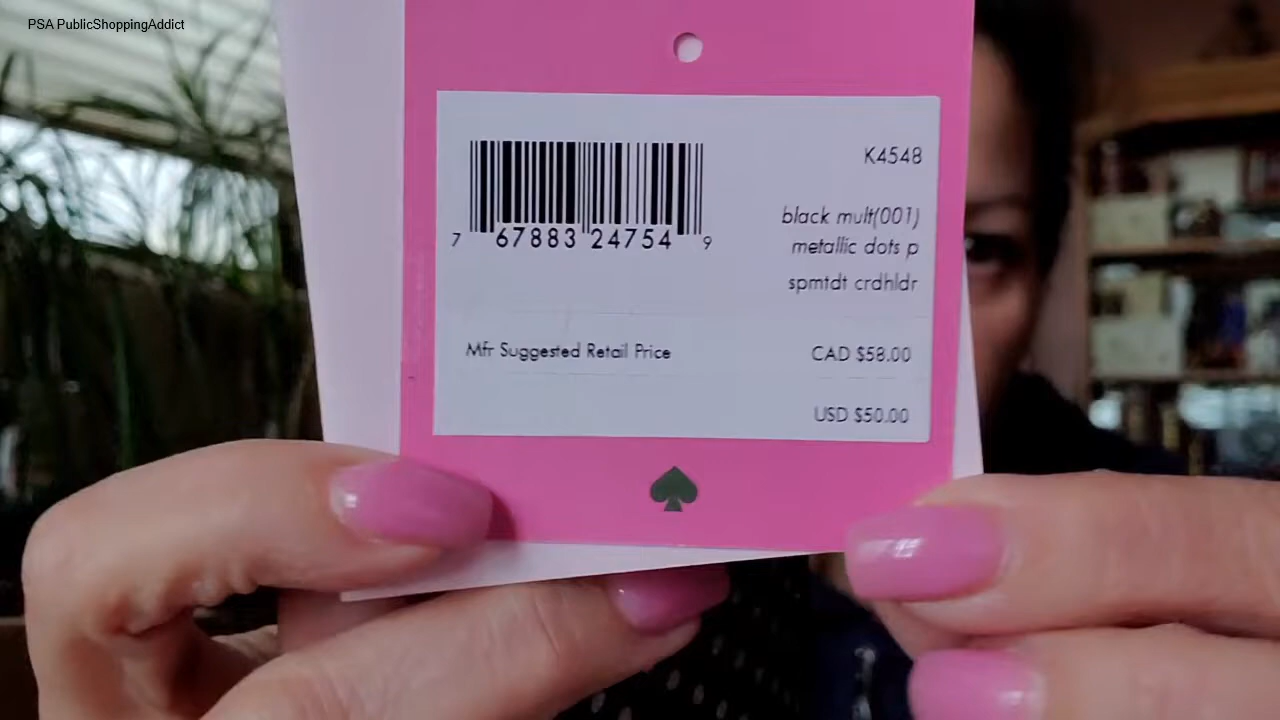 PSA PublicShoppingAddict
K4548
7 67883 24754 9
black mult(001)
metallic dots p
spmtdt crdhldr
Mfr Suggested Retail Price
CAD $58.00
USD $50.00